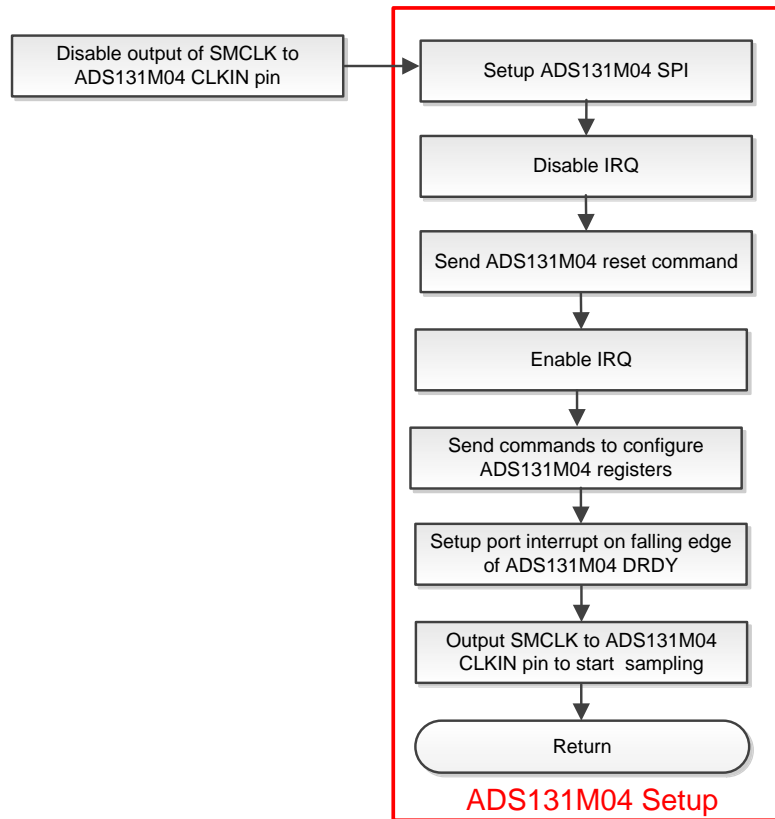 Disable output of SMCLK to
ADS131M04 CLKIN pin
Setup ADS131M04 SPI
Disable IRQ
Send ADS131M04 reset command
Enable IRQ
Send commands to configure
ADS131M04 registers
Setup port interrupt on falling edge
of ADS131M04 DRDY
Output SMCLK to ADS131M04
CLKIN pin to start sampling
Return
ADS131M04 Setup